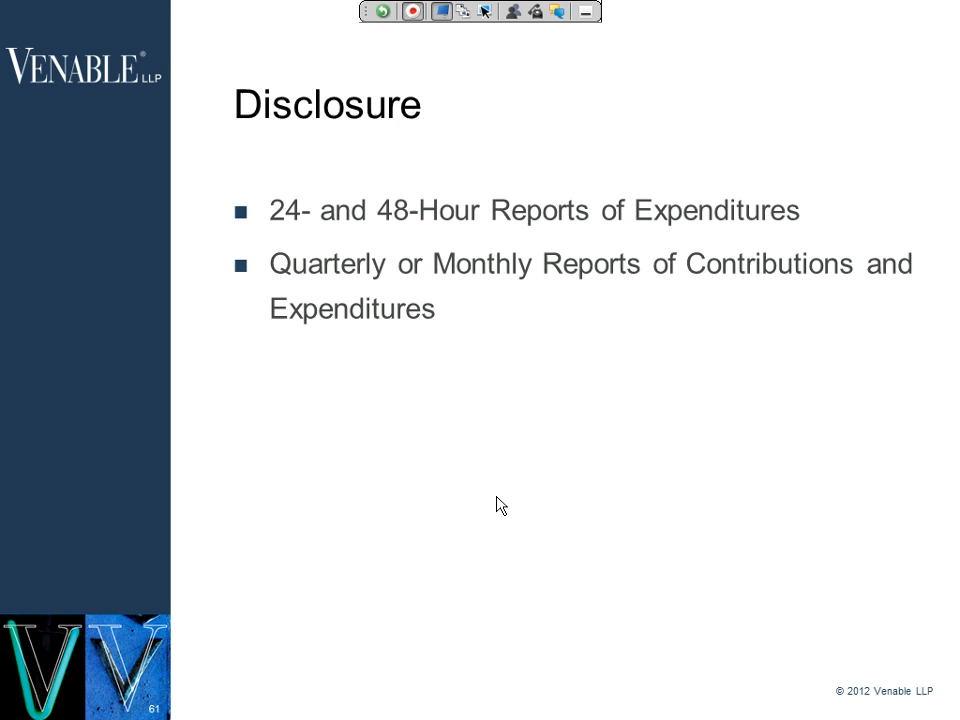 VENABLE® LLP
Disclosure
■ 24- and 48-Hour Reports of Expenditures
■ Quarterly or Monthly Reports of Contributions and
Expenditures
© 2012 Venable LLP
V V
61